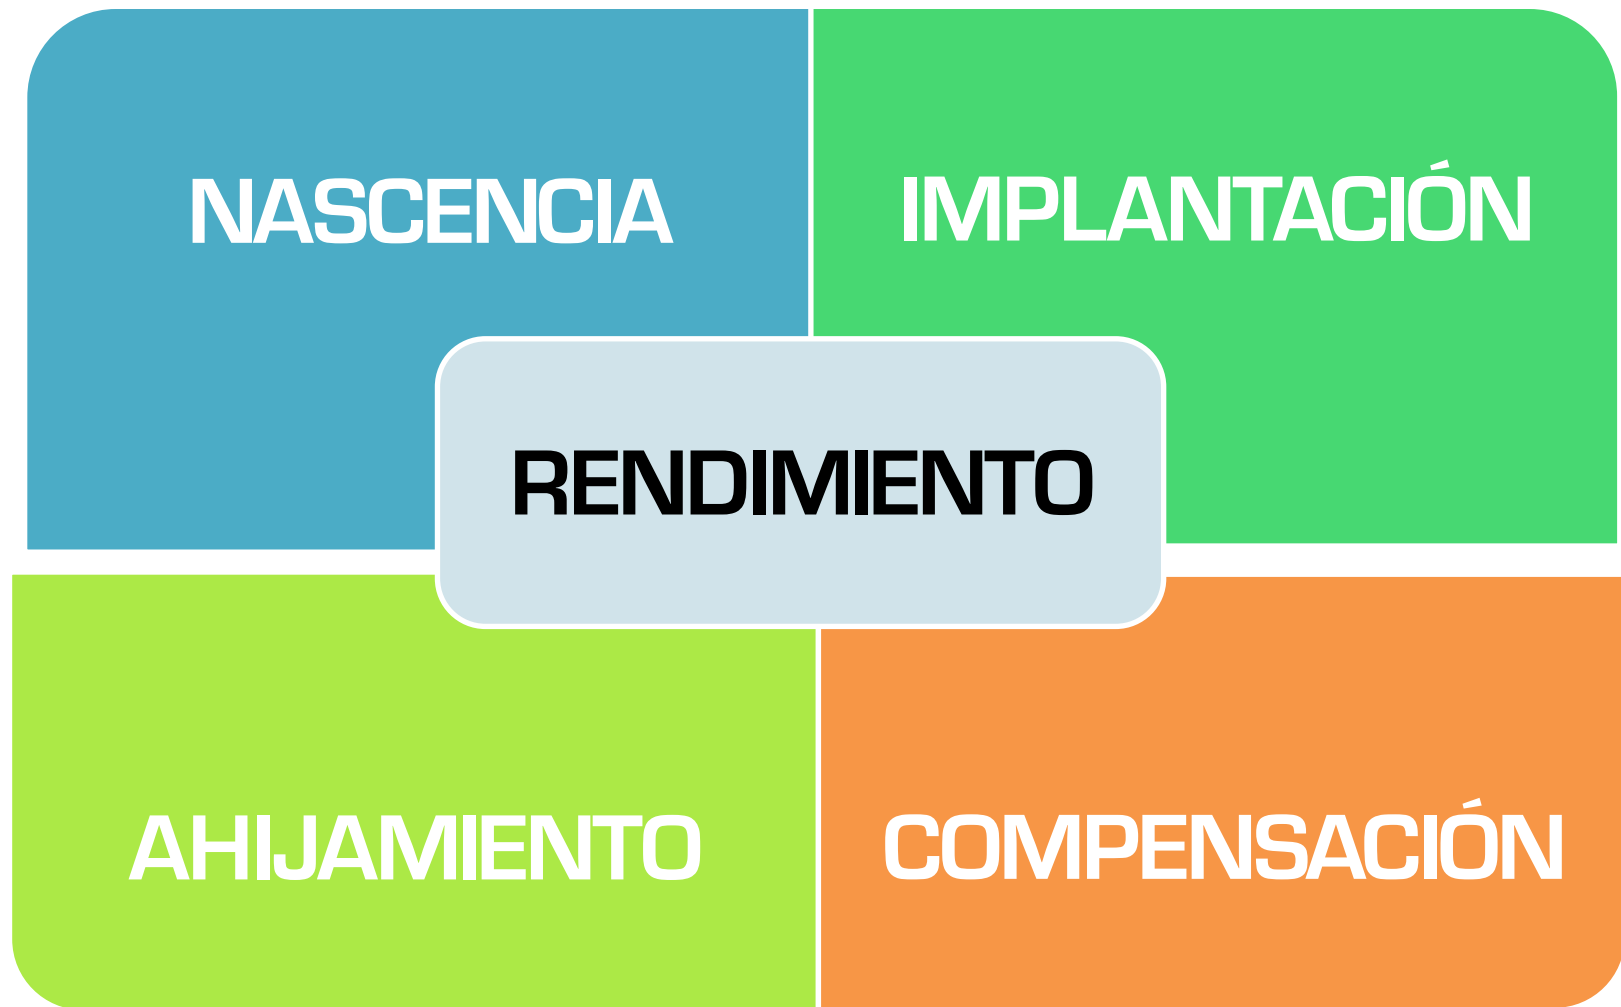 NASCENCIA
IMPLANTACIÓN
RENDIMIENTO
AHIJAMIENTO
COMPENSACIÓN